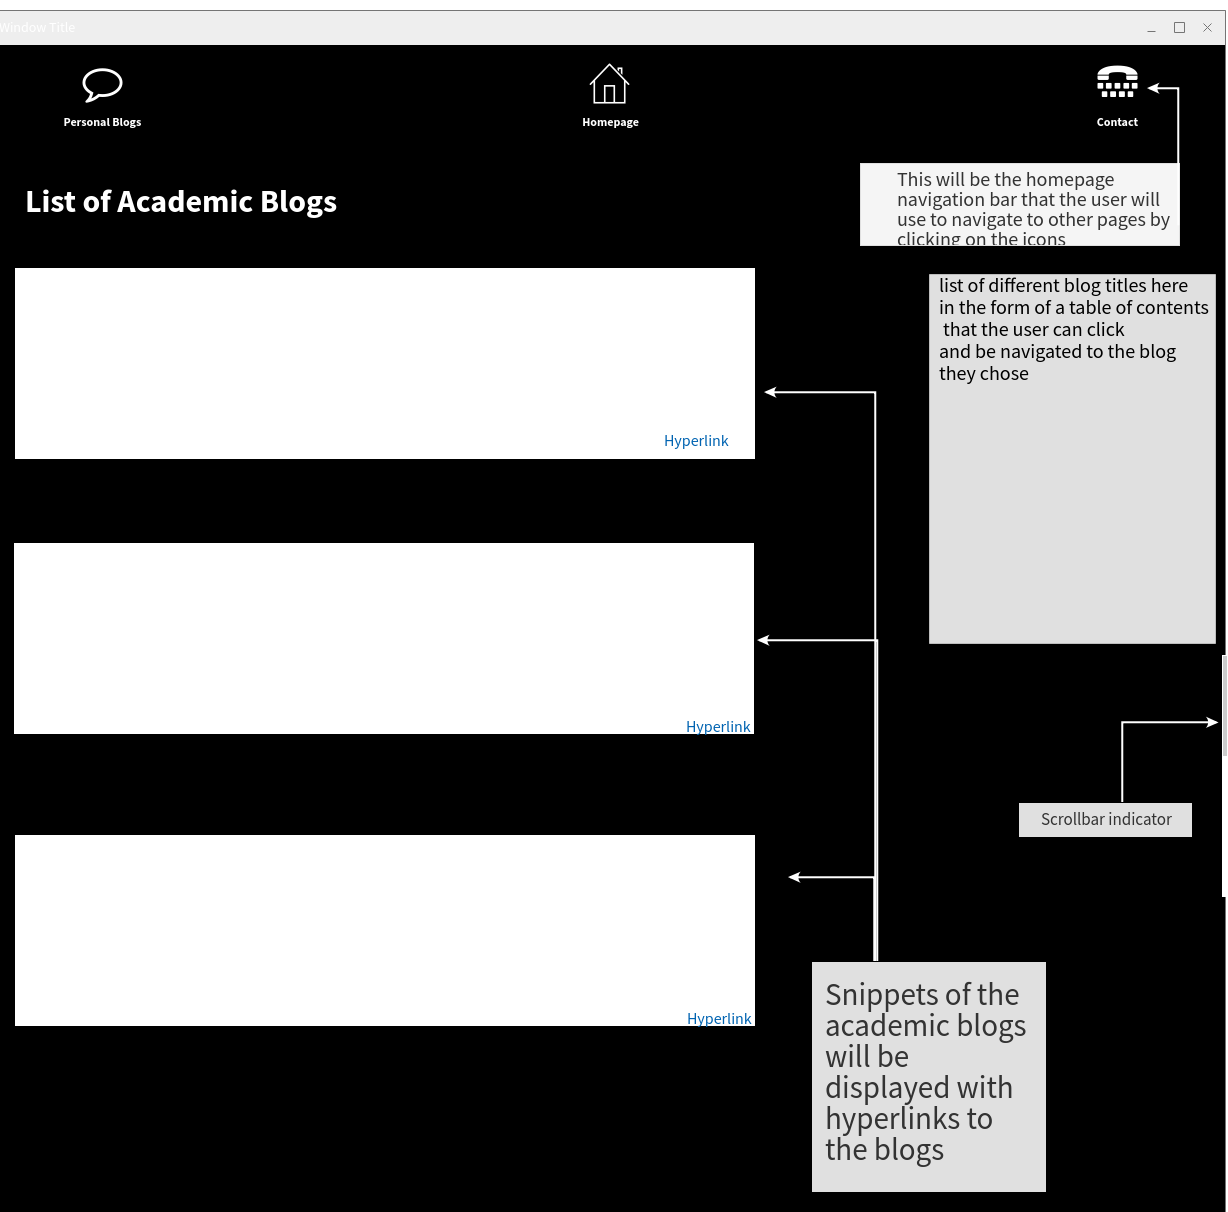 Window Title
Personal Blogs
Homepage
Contact
List of Academic Blogs
This will be the homepage
navigation bar that the user will
use to navigate to other pages by
clicking on the icons
list of different blog titles here
in the form of a table of contents
that the user can click
and be navigated to the blog
they chose
Hyperlink
Hyperlink
Scrollbar indicator
Hyperlink
Snippets of the
academic blogs
will be
displayed with
hyperlinks to
the blogs